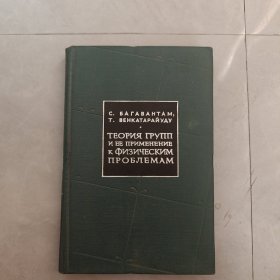 С. БАГАВАНТАМ,
Т. ВЕНКАТАРАЙУДУ
ТЕОРИЯ ГРУПП
И ЕЕ ПРИМЕНЕНИЕ
К ФИЗИЧЕСКИМ
ПРОБЛЕМАМ